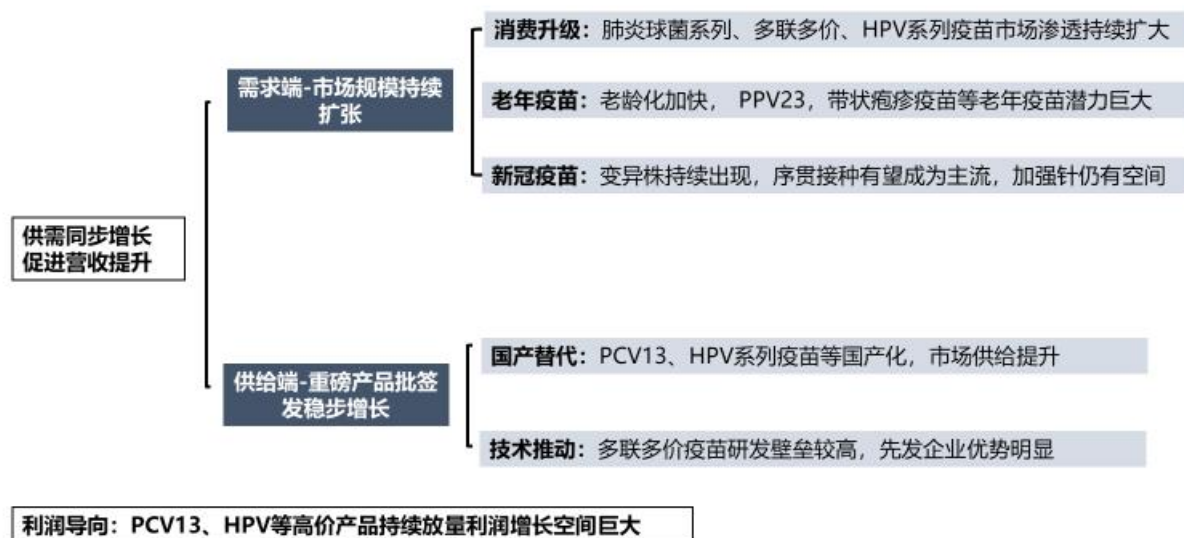 消费升级：肺炎球菌系列、多联多价、HPV系列疫苗市场渗透持续扩大
需求端-市场规模持续
扩张
老年疫苗：老龄化加快， PPV23，带状疱疹疫苗等老年疫苗潜力巨大
新冠疫苗：变异株持续出现，序贯接种有望成为主流，加强针仍有空间
供需同步增长
促进营收提升
国产替代：PCV13、HPV系列疫苗等国产化，市场供给提升
供给端-重磅产品批签
发稳步增长
技术推动：多联多价疫苗研发壁垒较高，先发企业优势明显
利润导向：PCV13、HPV等高价产品持续放量利润增长空间巨大